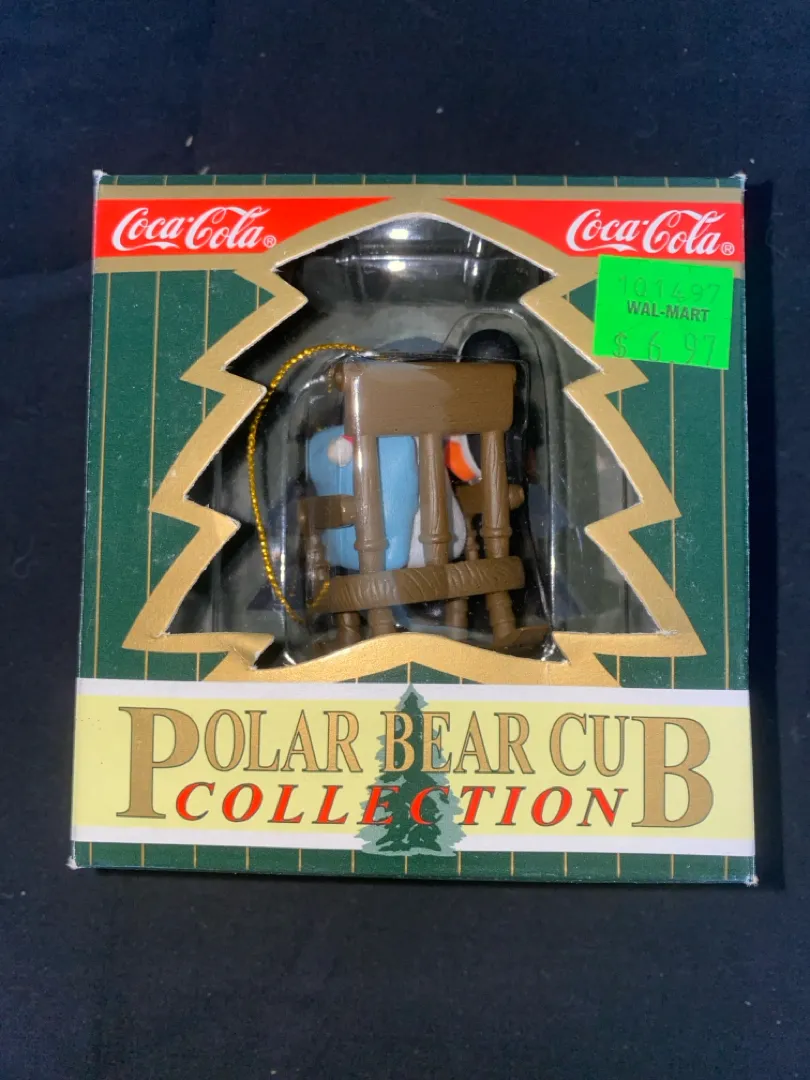 Coca-Cola®
Coca-Cola®
101497
WAL-MART
$ 6.97
POLAR BEAR CUB
COLLECTION